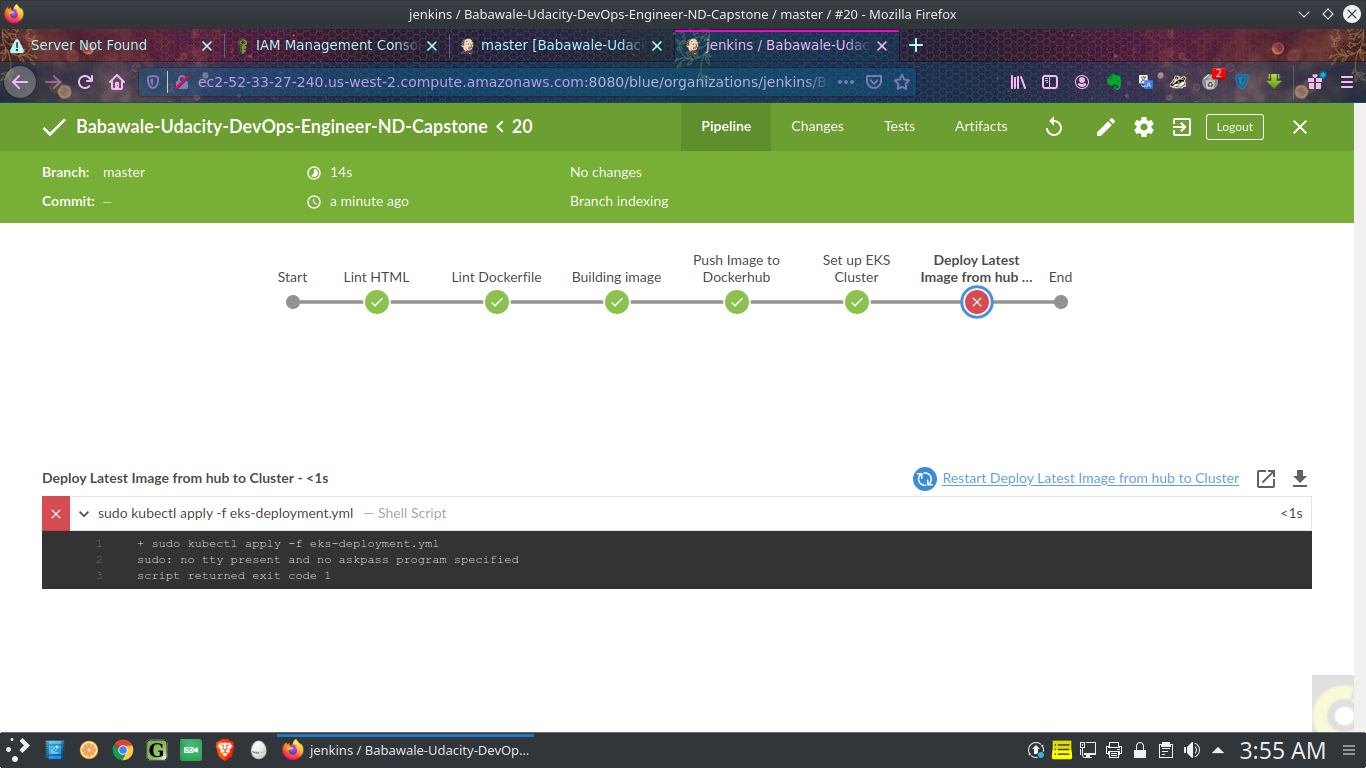 jenkins / Babawale-Udacity-DevOps-Engineer-ND-Capstone / master / #20 - Mozilla Firefox
Server Not Found
IAM Management Conso
master [Babawale-Udac
jenkins / Babawale-Udac
ec2-52-33-27-240.us-west-2.compute.amazonaws.com:8080/blue/organizations/jenkins/B
2
Babawale-Udacity-DevOps-Engineer-ND-Capstone < 20
Pipeline
Changes
Tests
Artifacts
Logout
Branch: master
14s
No changes
Commit: –
a minute ago
Branch indexing
Start
Lint HTML
Lint Dockerfile
Building image
Push Image to
Dockerhub
Set up EKS
Cluster
Deploy Latest
Image from hub ...
End
Deploy Latest Image from hub to Cluster - <1s
Restart Deploy Latest Image from hub to Cluster
sudo kubectl apply -f eks-deployment.yml — Shell Script
<1s
1 + sudo kubectl apply -f eks-deployment.yml
2 sudo: no tty present and no askpass program specified
3 script returned exit code 1
jenkins / Babawale-Udacity-DevOp...
3:55 AM